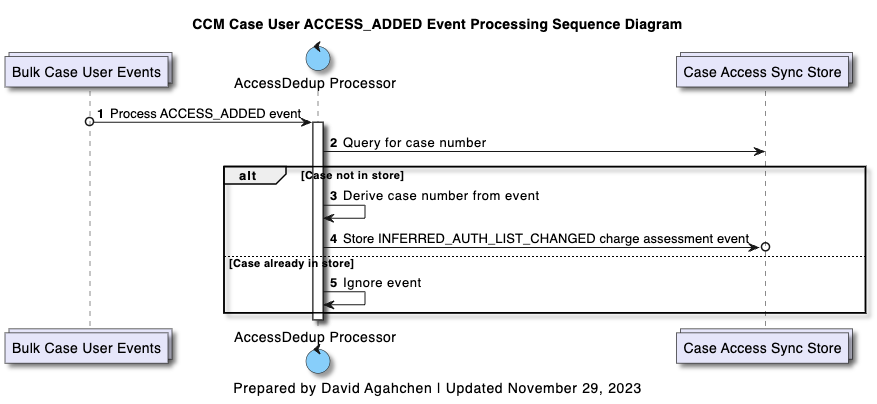 CCM Case User ACCESS_ADDED Event Processing Sequence Diagram
Bulk Case User Events
AccessDedup Processor
Case Access Sync Store
1 Process ACCESS_ADDED event
2 Query for case number
alt [Case not in store]
3 Derive case number from event
4 Store INFERRED_AUTH_LIST_CHANGED charge assessment event
[Case already in store]
5 Ignore event
Bulk Case User Events
AccessDedup Processor
Case Access Sync Store
Prepared by David Agahchen | Updated November 29, 2023